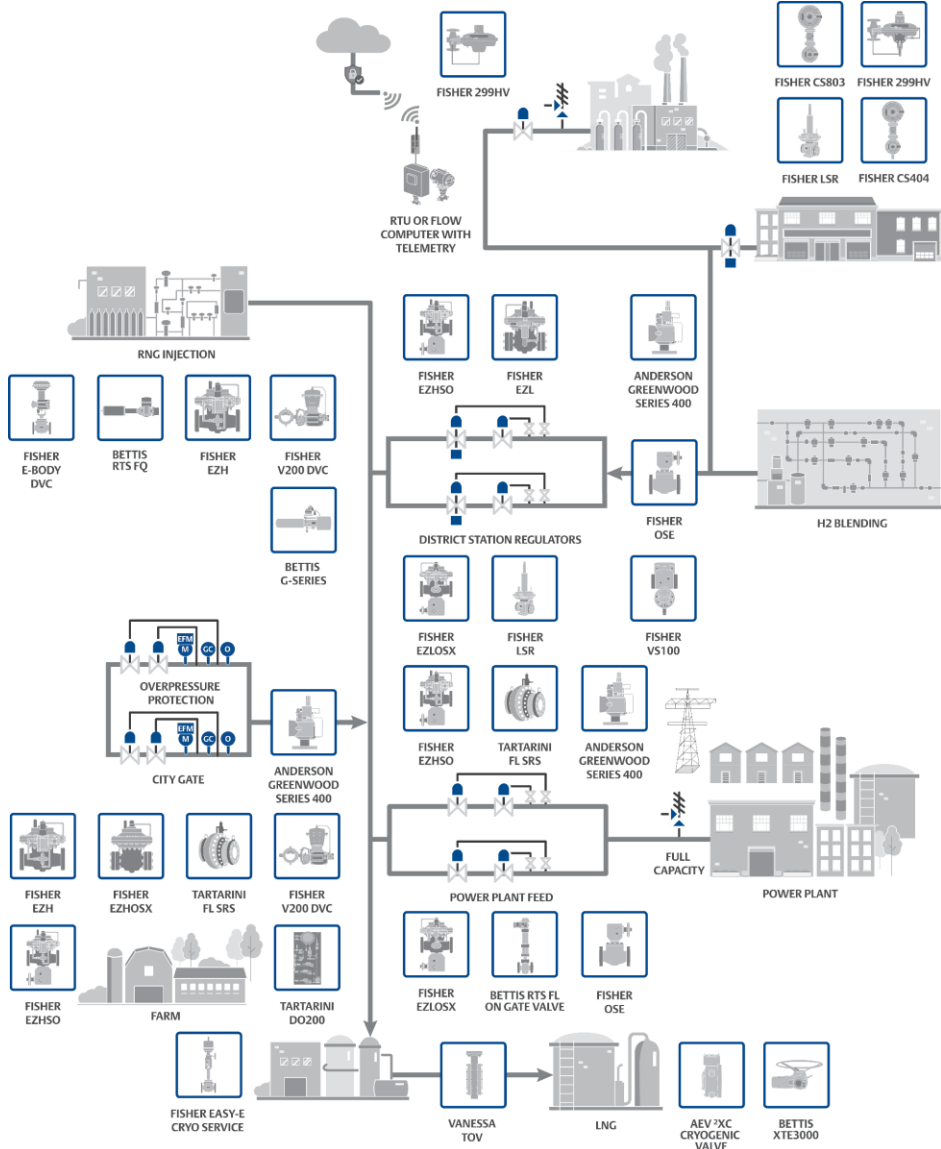 FISHER 299HV
FISHER CS803
FISHER 299HV
FISHER LSR
FISHER CS404
RTU OR FLOW
COMPUTER WITH
TELEMETRY
RNG INJECTION
FISHER
EZHSO
FISHER
EZL
ANDERSON
GREENWOOD
SERIES 400
FISHER
E-BODY
DVC
BETTIS
RTS FQ
FISHER
EZH
FISHER
V200 DVC
BETTIS
G-SERIES
DISTRICT STATION REGULATORS
FISHER
OSE
H2 BLENDING
FISHER
EZLOSX
FISHER
LSR
FISHER
VS100
EFM
M
GC
O
OVERPRESSURE
PROTECTION
EFM
M
GC
O
CITY GATE
ANDERSON
GREENWOOD
SERIES 400
FISHER
EZHSO
TARTARINI
FL SRS
ANDERSON
GREENWOOD
SERIES 400
FULL
CAPACITY
POWER PLANT
POWER PLANT FEED
FISHER
EZH
FISHER
EZHOSX
TARTARINI
FL SRS
FISHER
V200 DVC
FISHER
EZHSO
FARM
TARTARINI
DO200
FISHER
EZLOSX
BETTIS RTS FL
ON GATE VALVE
FISHER
OSE
FISHER EASY-E
CRYO SERVICE
VANESSA
TOV
LNG
AEV ²XC
CRYOGENIC
VALVE
BETTIS
XTE3000